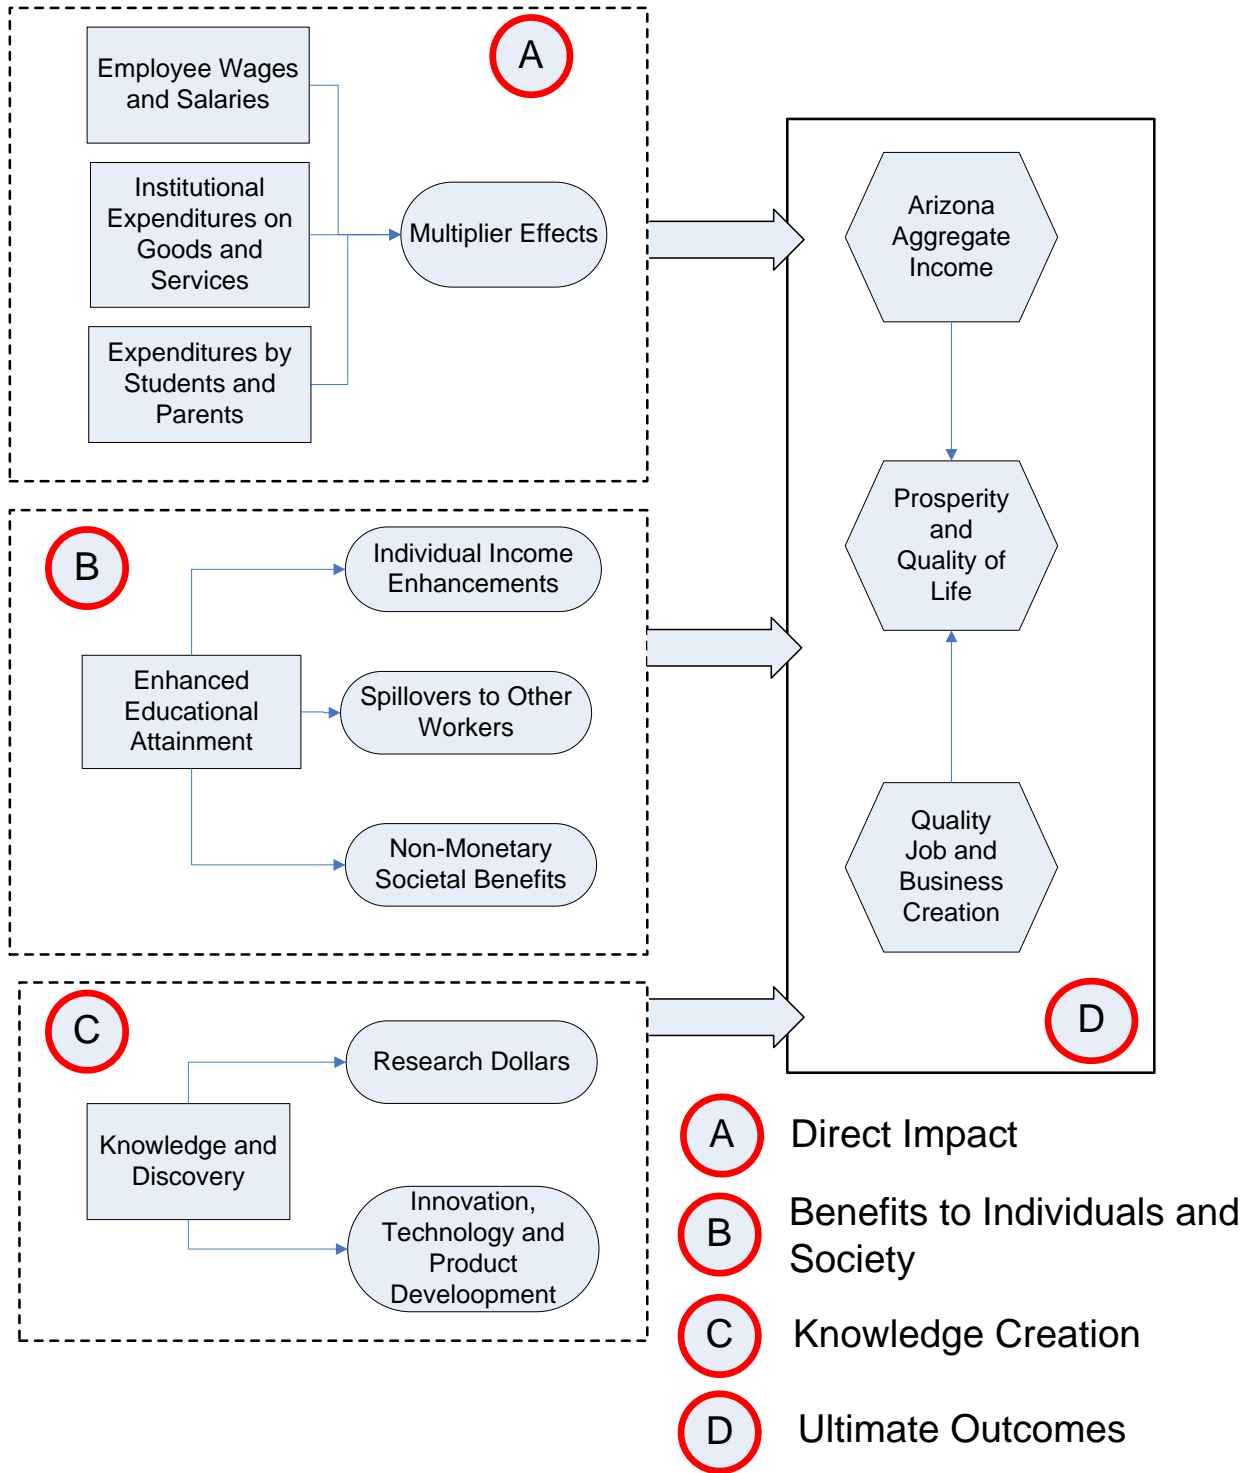 A
Employee Wages
and Salaries
Institutional
Expenditures on
Goods and
Services
Expenditures by
Students and
Parents
Multiplier Effects
B
Enhanced
Educational
Attainment
Individual Income
Enhancements
Spillovers to Other
Workers
Non-Monetary
Societal Benefits
C
Knowledge and
Discovery
Research Dollars
Innovation,
Technology and
Product
Develoopment
Arizona
Aggregate
Income
Prosperity
and
Quality of
Life
Quality
Job and
Business
Creation
D
A
Direct Impact
B
Benefits to Individuals and
Society
C
Knowledge Creation
D
Ultimate Outcomes